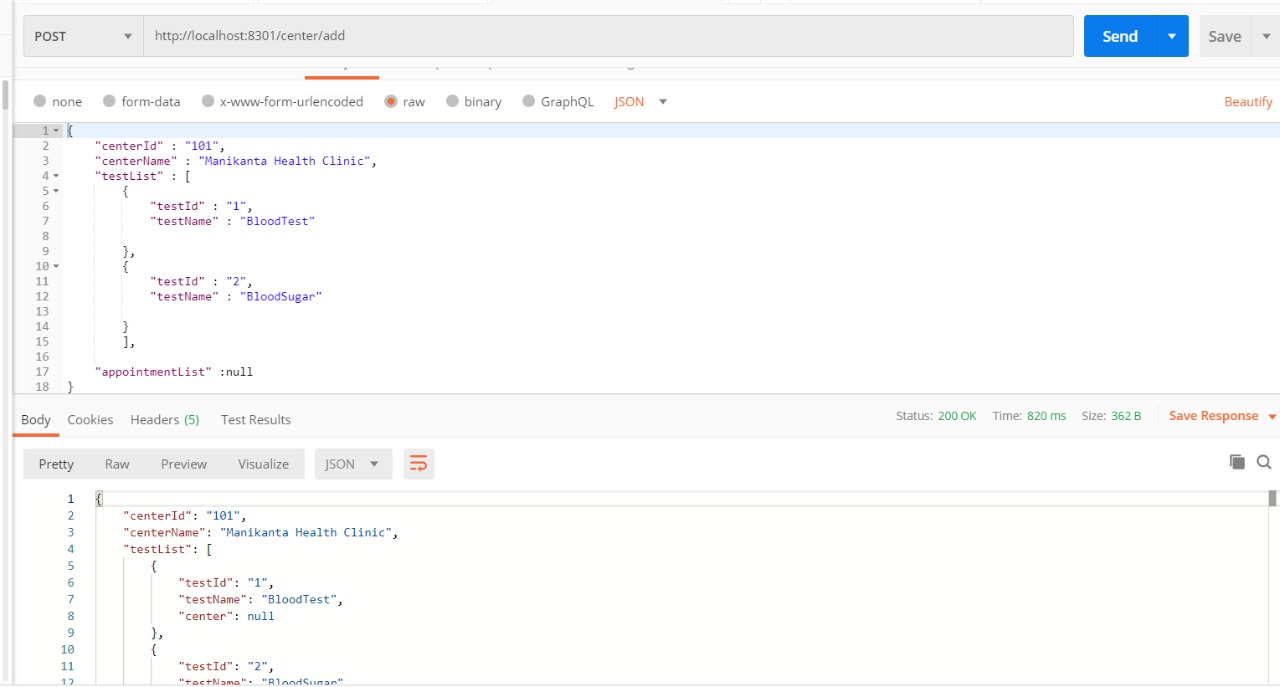 POST http://localhost:8301/center/add Send Save
none form-data x-www-form-urlencoded raw binary GraphQL JSON Beautify
1 {
2 "centerId" : "101",
3 "centerName" : "Manikanta Health Clinic",
4 "testList" : [
5 {
6 "testId" : "1",
7 "testName" : "BloodTest"
8
9 },
10 {
11 "testId" : "2",
12 "testName" : "BloodSugar"
13
14 }
15 ],
16
17 "appointmentList" :null
18 }
Body Cookies Headers (5) Test Results Status: 200 OK Time: 820 ms Size: 362 B Save Response
Pretty Raw Preview Visualize JSON
1 {
2 "centerId": "101",
3 "centerName": "Manikanta Health Clinic",
4 "testList": [
5 {
6 "testId": "1",
7 "testName": "BloodTest",
8 "center": null
9 },
10 {
11 "testId": "2",
12 "testName": "BloodSugar"